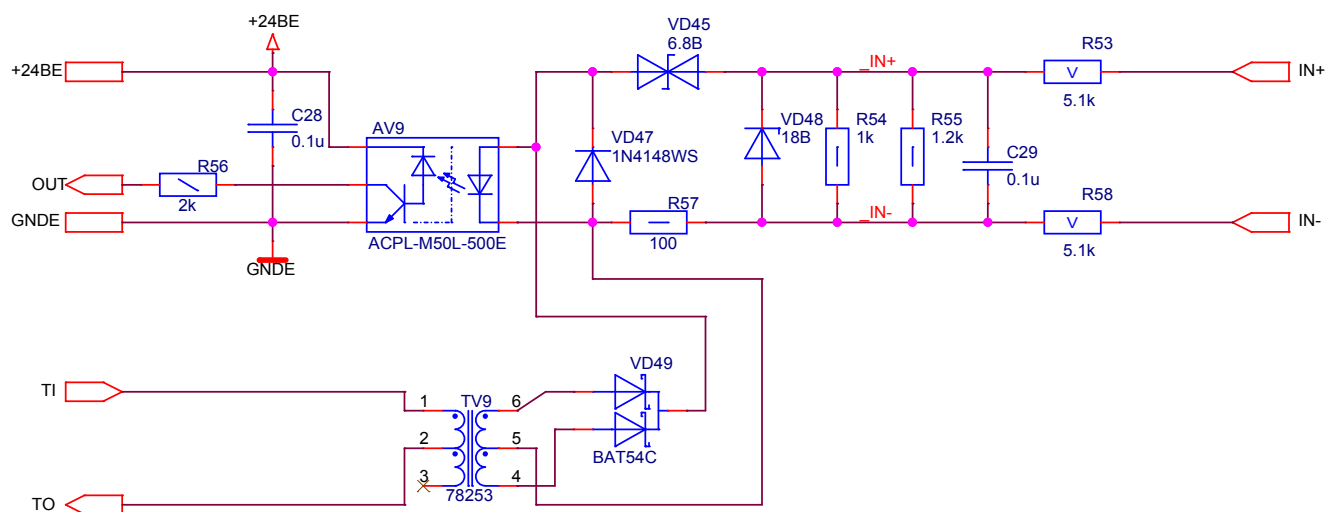 +24BE
VD45
6.8B
R53
+24BE
_IN+
V
IN+
5.1k
C28
0.1u
AV9
VD47
1N4148WS
VD48
18B
R54
1k
R55
1.2k
C29
0.1u
R56
OUT
2k
R57
R58
GNDE
_IN-
V
IN-
ACPL-M50L-500E
100
5.1k
GNDE
VD49
TI
1
TV9
6
2
5
BAT54C
3
4
78253
TO